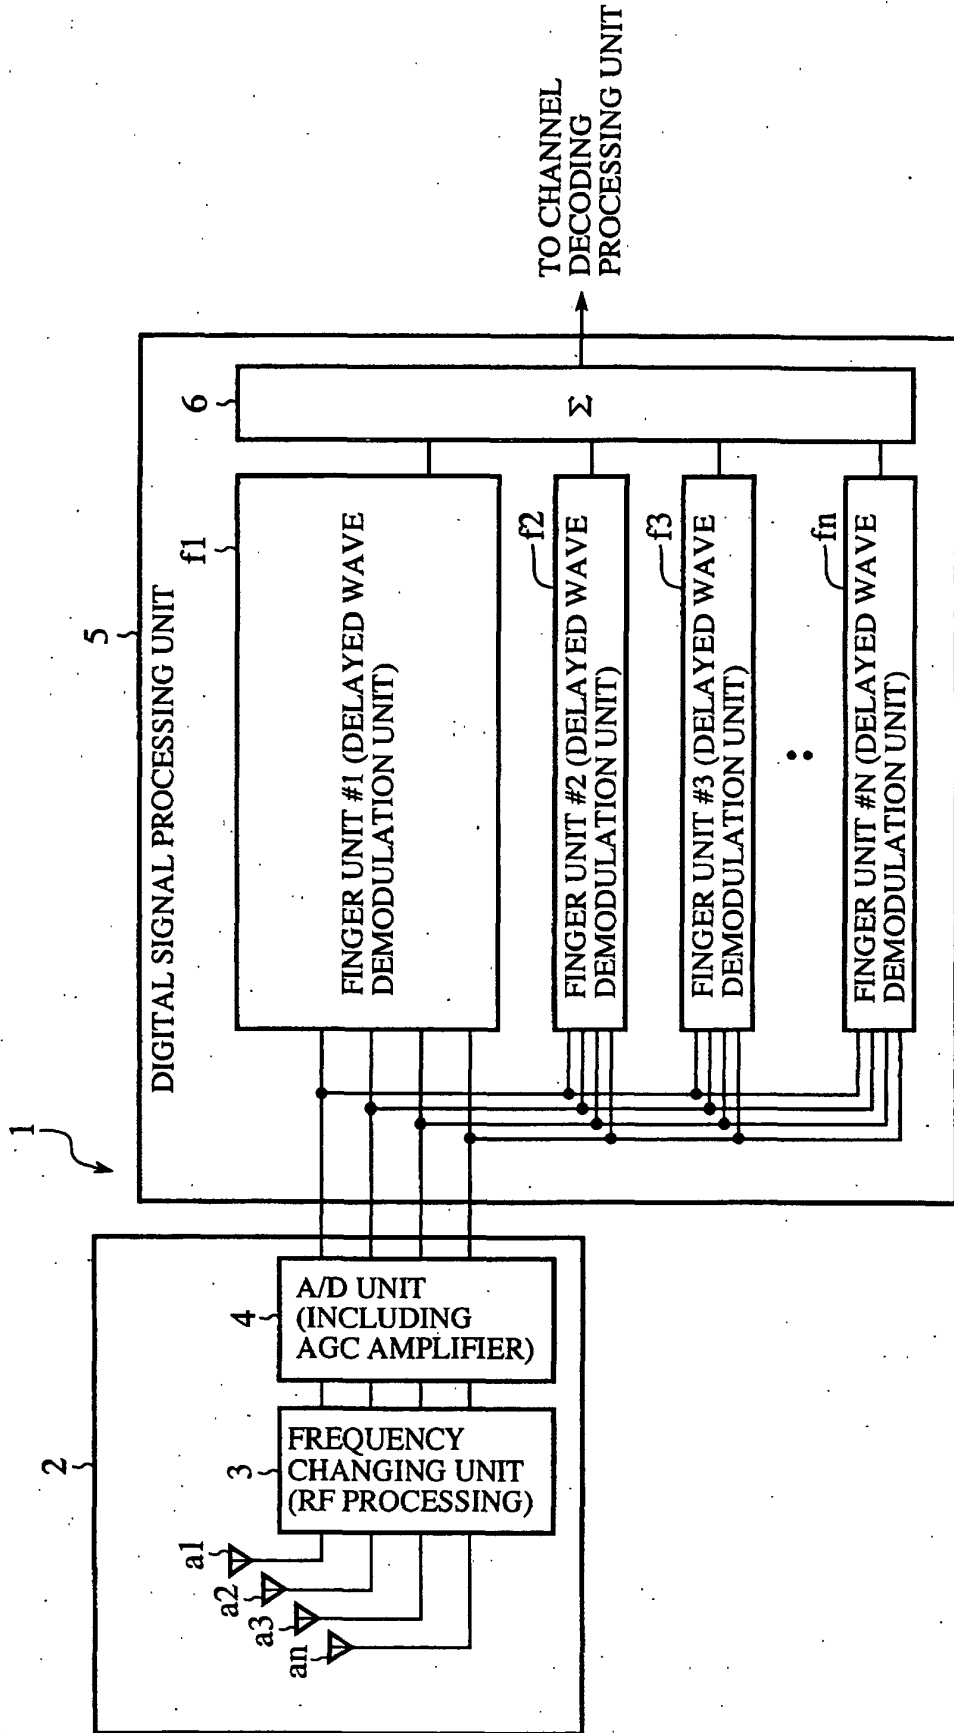 1
2
a1
a2
a3
an
3
FREQUENCY
CHANGING UNIT
(RF PROCESSING)
4
A/D UNIT
(INCLUDING
AGC AMPLIFIER)
5
DIGITAL SIGNAL PROCESSING UNIT
f1
FINGER UNIT #1 (DELAYED WAVE
DEMODULATION UNIT)
f2
FINGER UNIT #2 (DELAYED WAVE
DEMODULATION UNIT)
f3
FINGER UNIT #3 (DELAYED WAVE
DEMODULATION UNIT)
fn
FINGER UNIT #N (DELAYED WAVE
DEMODULATION UNIT)
6
Σ
TO CHANNEL
DECODING
PROCESSING UNIT